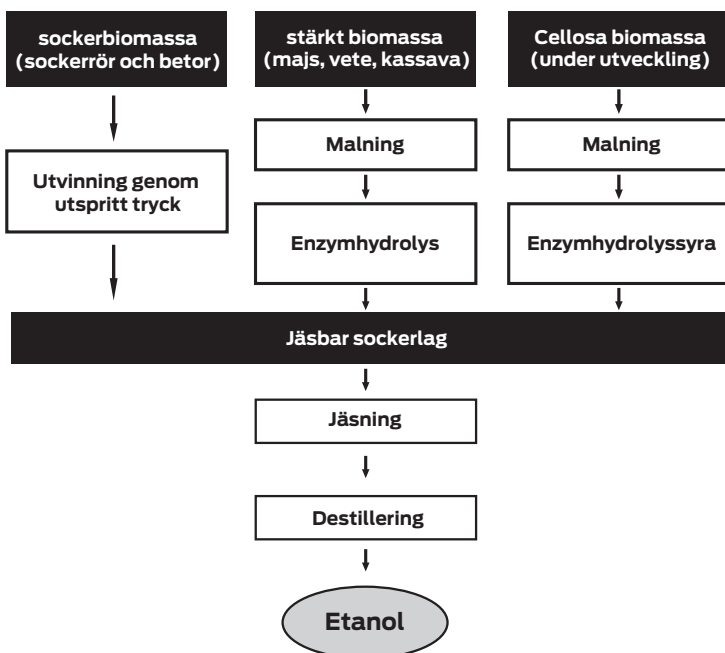 sockerbiomassa
(sockerrör och betor)
stärkt biomassa
(majs, vete, kassava)
Cellosa biomassa
(under utveckling)
Utvinning genom
utspritt tryck
Malning
Malning
Enzymhydrolys
Enzymhydrolyssyra
Jäsbar sockerlag
Jäsning
Destillering
Etanol